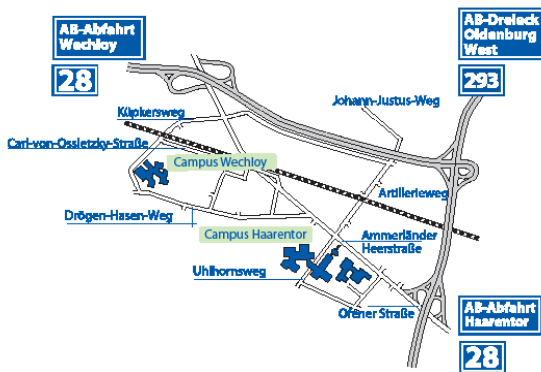 AB-Abfahrt
Wechloy
28
AB-Dreieck
Oldenburg
West
293
Johann-Justus-Weg
Küpkersweg
Carl-von-Ossietzky-Straße
Campus Wechloy
Artillerieweg
Drögen-Hasen-Weg
Campus Haarentor
Ammerländer
Heerstraße
Uhlhornsweg
Ofener Straße
AB-Abfahrt
Haarentor
28